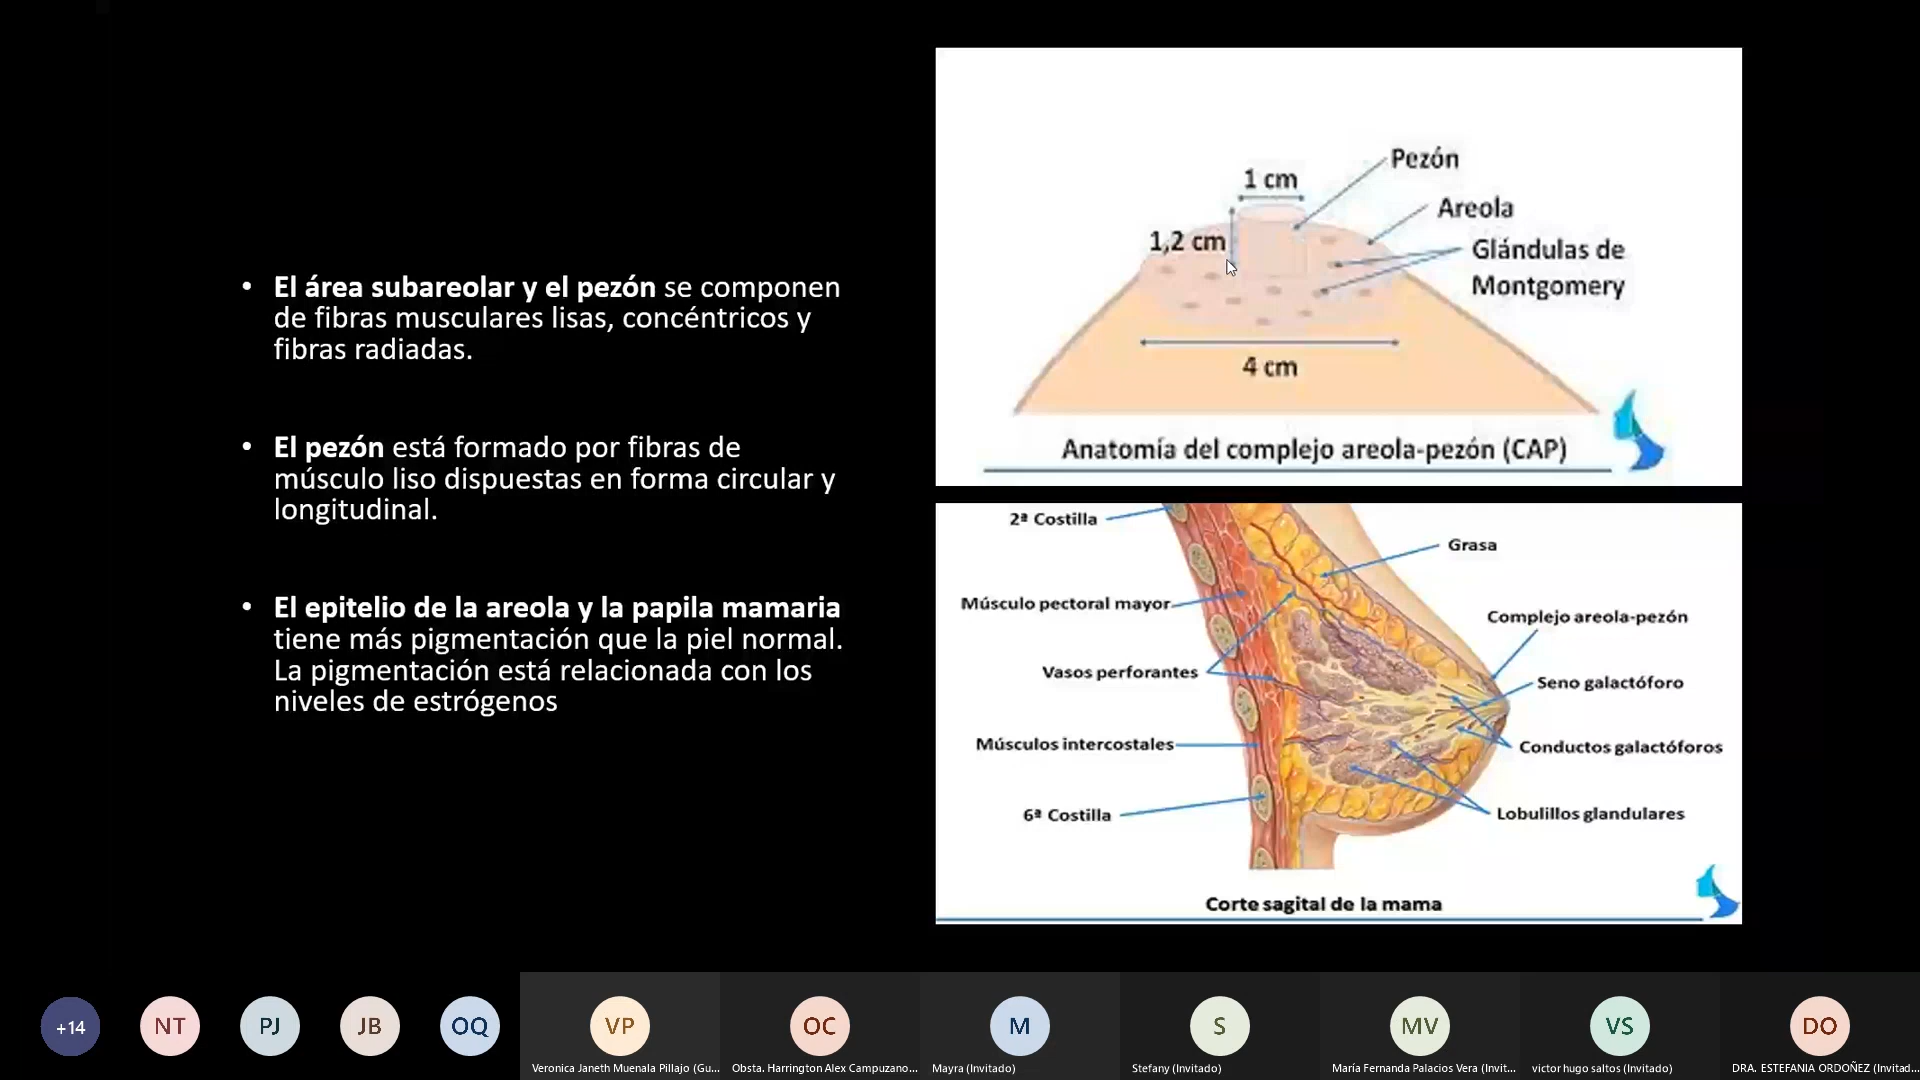 • El área subareolar y el pezón se componen
de fibras musculares lisas, concéntricos y
fibras radiadas.
• El pezón está formado por fibras de
músculo liso dispuestas en forma circular y
longitudinal.
• El epitelio de la areola y la papila mamaria
tiene más pigmentación que la piel normal.
La pigmentación está relacionada con los
niveles de estrógenos
Pezón
1 cm
Areola
1,2 cm
Glándulas de
Montgomery
4 cm
Anatomía del complejo areola-pezón (CAP)
2ª Costilla
Grasa
Músculo pectoral mayor
Complejo areola-pezón
Vasos perforantes
Seno galactóforo
Músculos intercostales
Conductos galactóforos
6ª Costilla
Lobulillos glandulares
Corte sagital de la mama
+14
NT
PJ
JB
OQ
VP
OC
M
S
MV
VS
DO
Veronica Janeth Muenala Pillajo (Gu...
Obsta. Harrington Alex Campuzano...
Mayra (Invitado)
Stefany (Invitado)
María Fernanda Palacios Vera (Invit...
victor hugo saltos (Invitado)
DRA. ESTEFANIA ORDOÑEZ (Invitad...